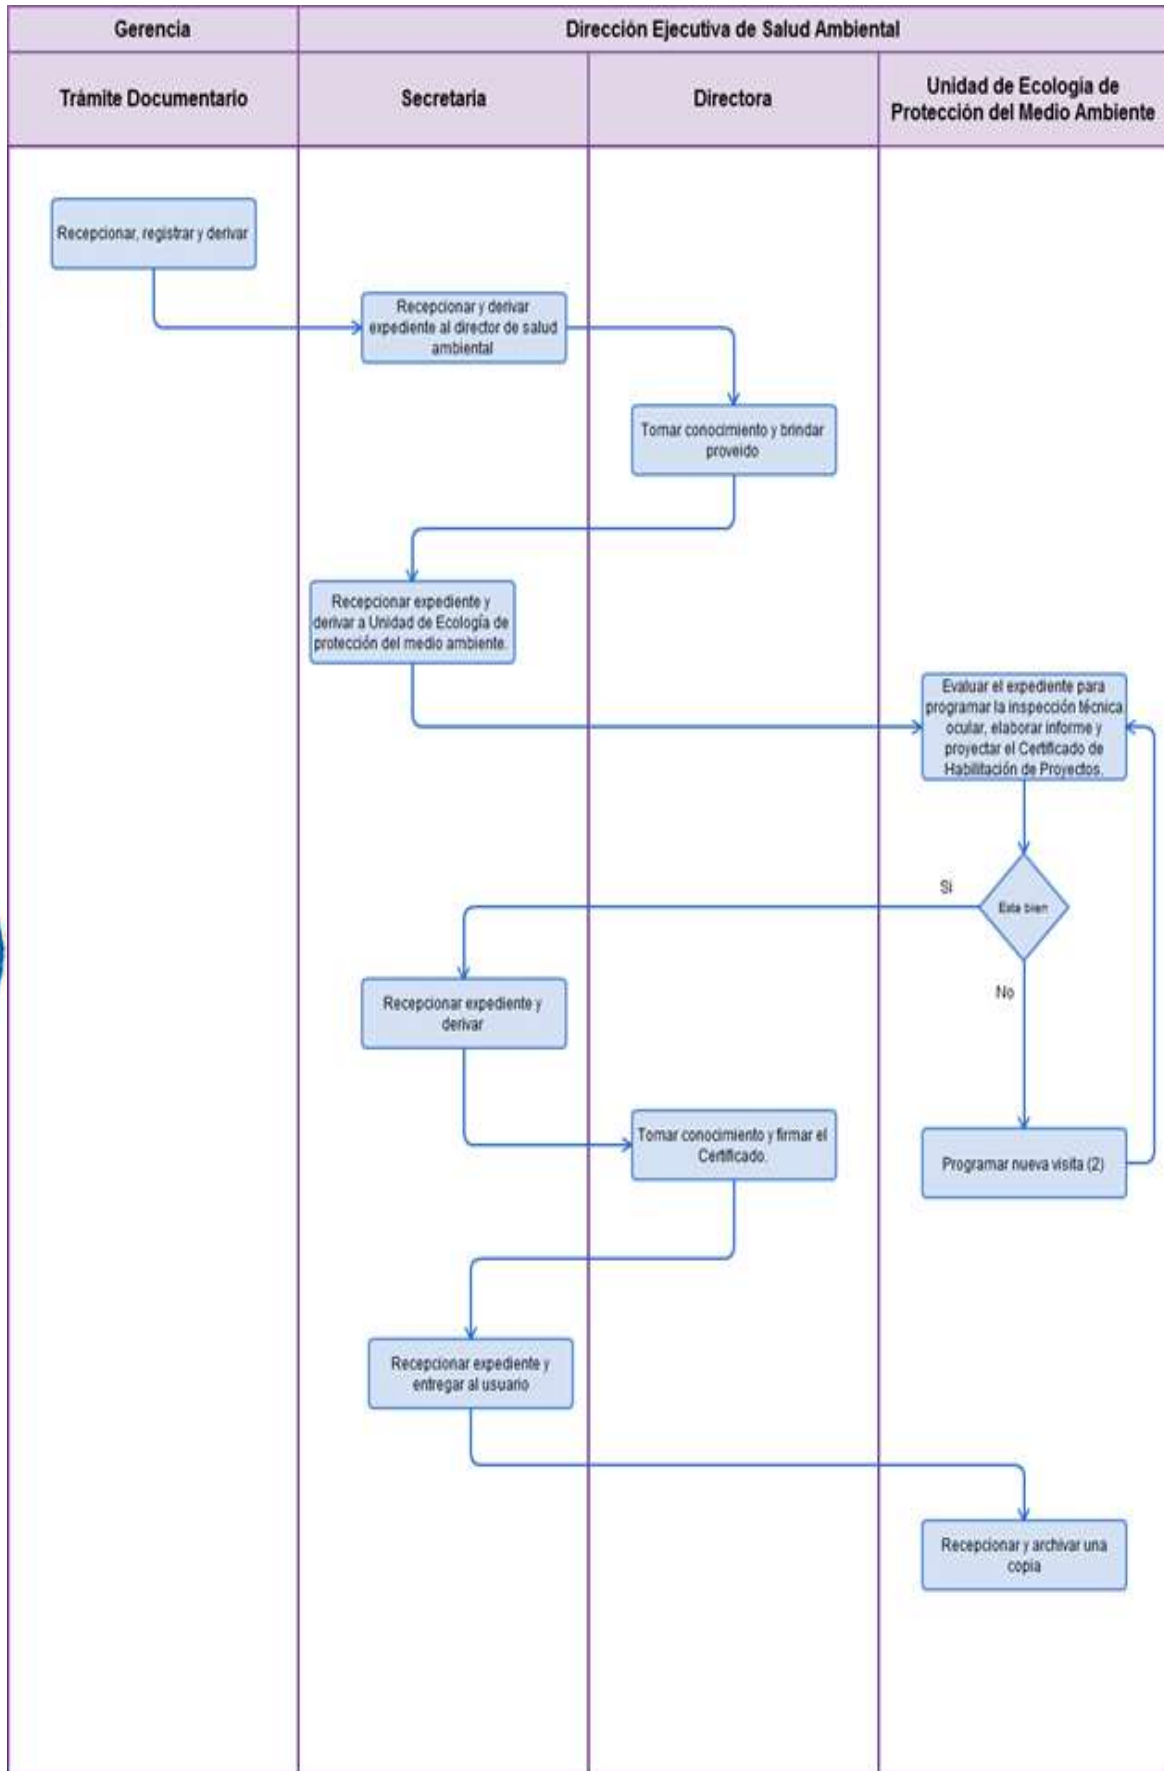 Gerencia
Dirección Ejecutiva de Salud Ambiental
Trámite Documentario
Secretaria
Directora
Unidad de Ecología de
Protección del Medio Ambiente
Recepcionar, registrar y derivar
Recepcionar y derivar
expediente al director de salud
ambiental
Tomar conocimiento y brindar
proveido
Recepcionar expediente y
derivar a Unidad de Ecología de
protección del medio ambiente.
Evaluar el expediente para
programar la inspección técnica
ocular, elaborar informe y
proyectar el Certificado de
Habilitación de Proyectos.
Si
Esta bien
No
Recepcionar expediente y
derivar
Tomar conocimiento y firmar el
Certificado.
Programar nueva visita (2)
Recepcionar expediente y
entregar al usuario
Recepcionar y archivar una
copia